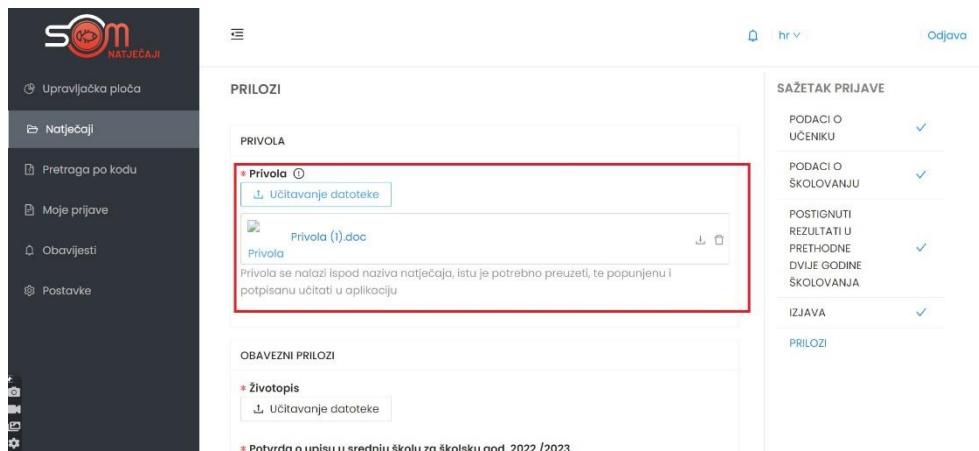 SOM
NATJEČAJI
Upravljačka ploča
Natječaji
Pretraga po kodu
Moje prijave
Obavijesti
Postavke
hr
Odjava
PRILOZI
PRIVOLA
* Privola
Učitavanje datoteke
Privola
Privola (1).doc
Privola se nalazi ispod naziva natječaja, istu je potrebno preuzeti, te popunjenu i
potpisanu učitati u aplikaciju
OBAVEZNI PRILOZI
* Životopis
Učitavanje datoteke
* Potvrda o upisu u srednju školu za školsku god. 2022./2023.
SAŽETAK PRIJAVE
PODACI O
UČENIKU
PODACI O
ŠKOLOVANJU
POSTIGNUTI
REZULTATI U
PRETHODNE
DVIJE GODINE
ŠKOLOVANJA
IZJAVA
PRILOZI